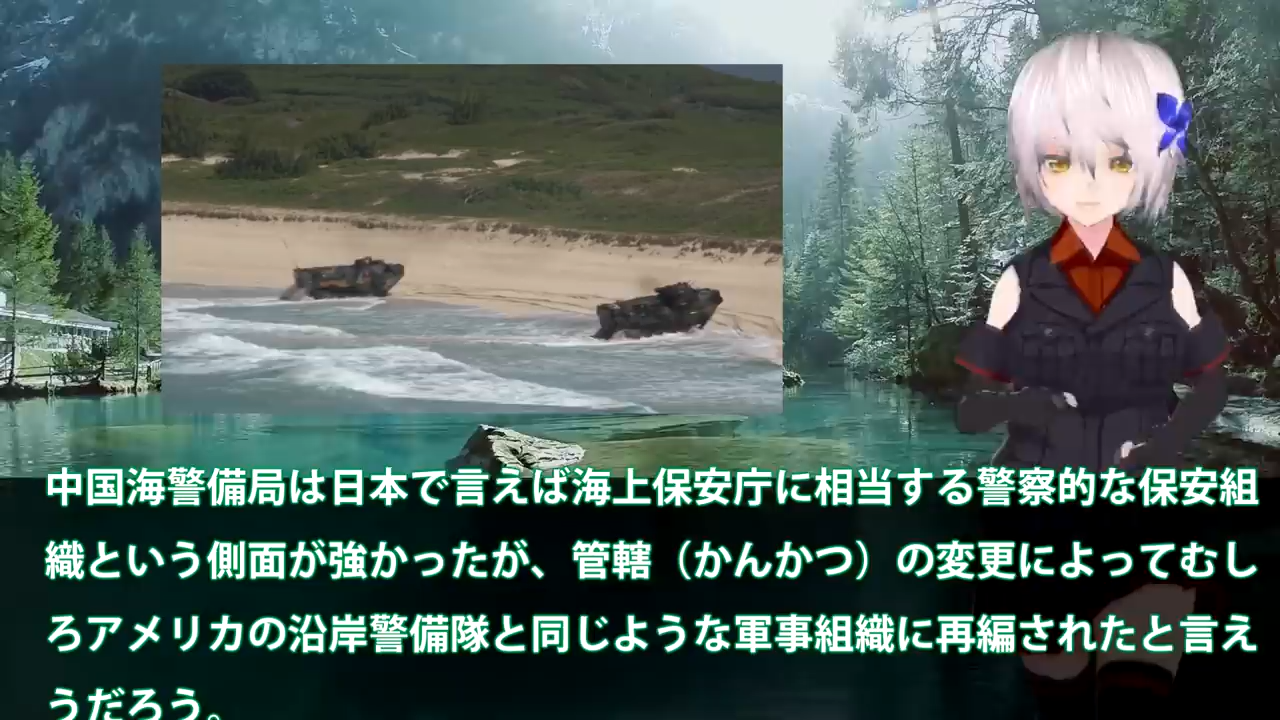 中国海警備局は日本で言えば海上保安庁に相当する警察的な保安組
織という側面が強かったが、管轄（かんかつ）の変更によってむし
ろアメリカの沿岸警備隊と同じような軍事組織に再編されたと言え
うだろう。